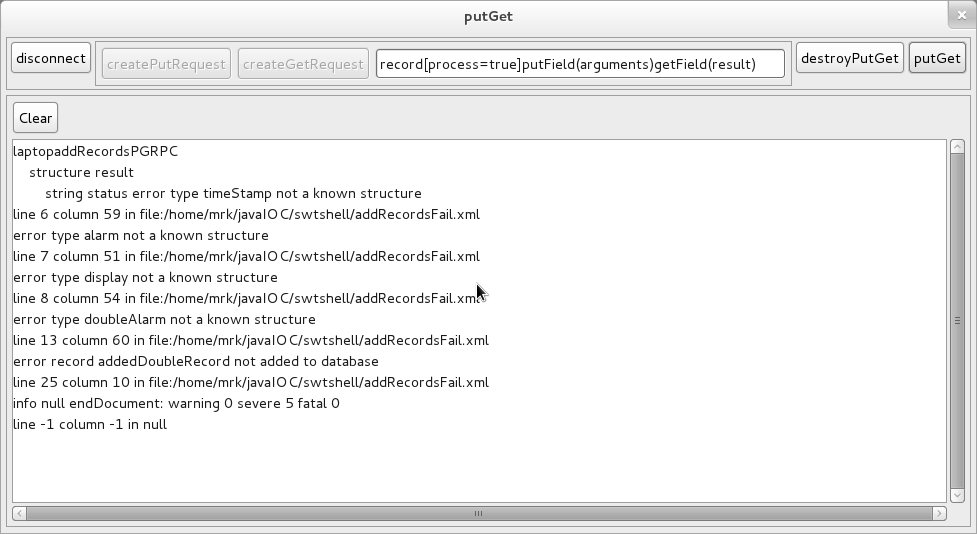 putGet
disconnect
createPutRequest
createGetRequest
record[process=true]putField(arguments)getField(result)
destroyPutGet
putGet
Clear
laptopaddRecordsPGRPC
structure result
string status error type timeStamp not a known structure
line 6 column 59 in file:/home/mrk/javaIOC/swtshell/addRecordsFail.xml
error type alarm not a known structure
line 7 column 51 in file:/home/mrk/javaIOC/swtshell/addRecordsFail.xml
error type display not a known structure
line 8 column 54 in file:/home/mrk/javaIOC/swtshell/addRecordsFail.xml
error type doubleAlarm not a known structure
line 13 column 60 in file:/home/mrk/javaIOC/swtshell/addRecordsFail.xml
error record addedDoubleRecord not added to database
line 25 column 10 in file:/home/mrk/javaIOC/swtshell/addRecordsFail.xml
info null endDocument: warning 0 severe 5 fatal 0
line -1 column -1 in null